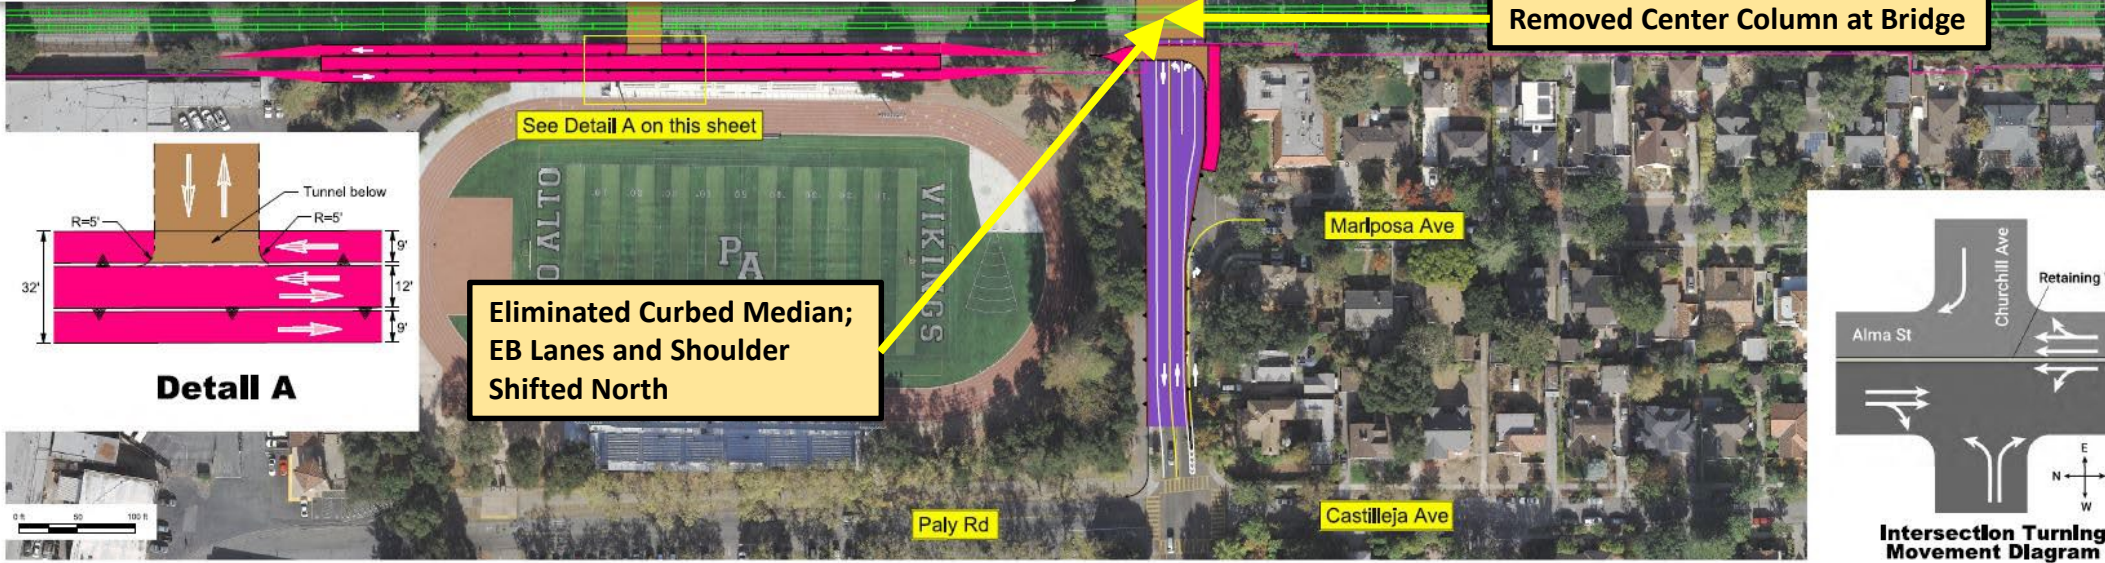 Removed Center Column at Bridge
See Detail A on this sheet
Tunnel below
R=5'
R=5'
9'
32'
12'
9'
Detail A
O ALTO
PA
VIKINGS
Eliminated Curbed Median;
EB Lanes and Shoulder
Shifted North
Mariposa Ave
Churchill Ave
Retaining
Alma St
E
N
W
Intersection Turning
Movement Diagram
0 ft
50
100 ft
Paly Rd
Castilleja Ave